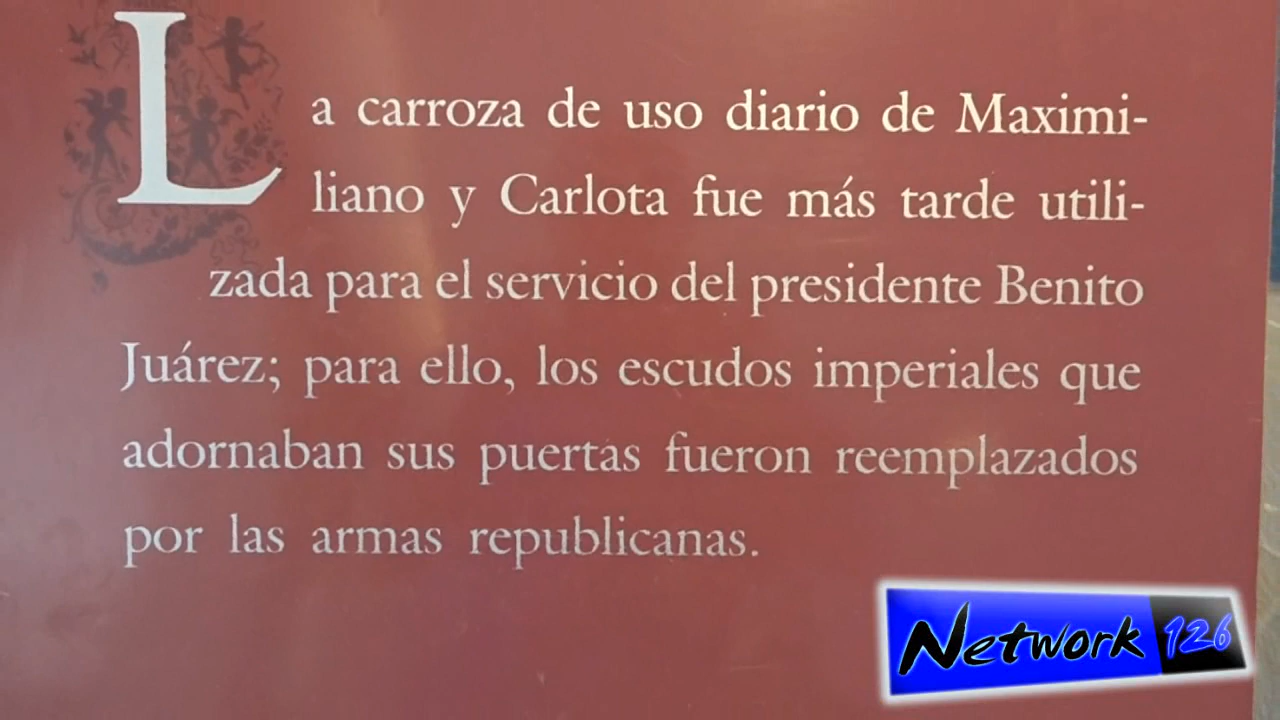 La carroza de uso diario de Maximi-
liano y Carlota fue más tarde utili-
zada para el servicio del presidente Benito
Juárez; para ello, los escudos imperiales que
adornaban sus puertas fueron reemplazados
por las armas republicanas.
Network 126